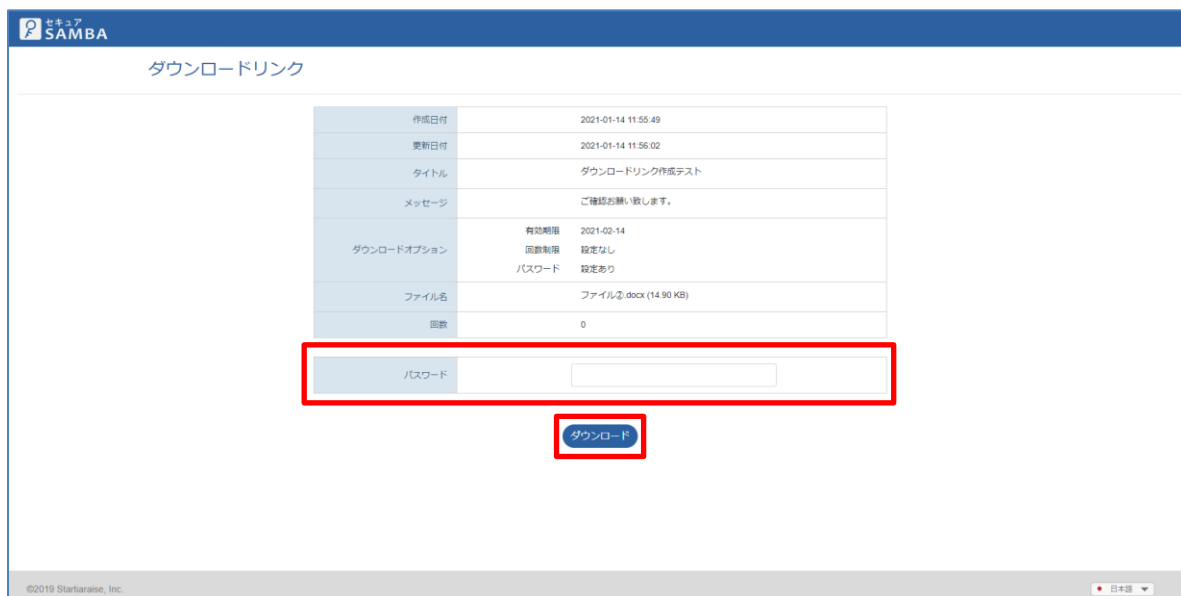 セキュア
SAMBA
ダウンロードリンク
作成日付 2021-01-14 11:55:49
更新日付 2021-01-14 11:56:02
タイトル ダウンロードリンク作成テスト
メッセージ ご確認お願い致します。
ダウンロードオプション
有効期限 2021-02-14
回数制限 設定なし
パスワード 設定あり
ファイル名 ファイル②.docx (14.90 KB)
回数 0
パスワード
ダウンロード
©2019 Startiaraise, Inc.
日本語